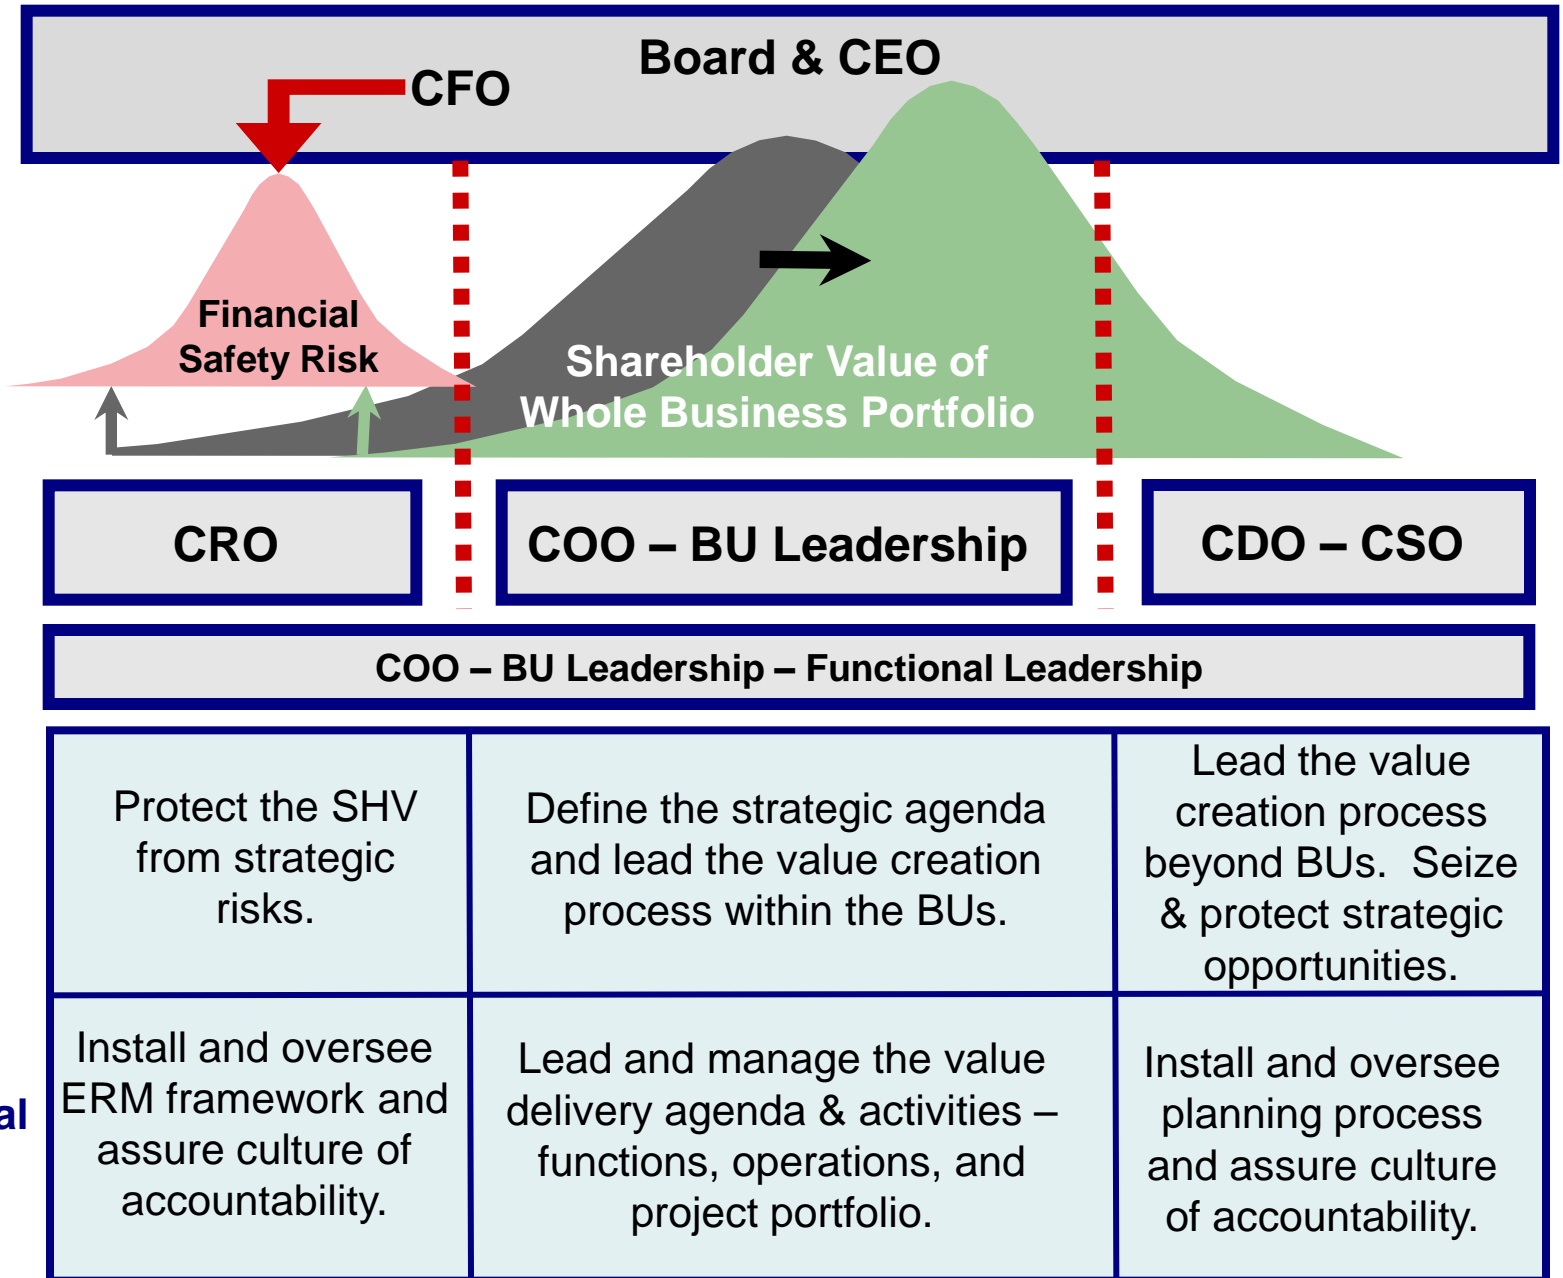 Board & CEO
CFO
Financial
Safety Risk
Shareholder Value of
Whole Business Portfolio
CRO
COO – BU Leadership
CDO – CSO
COO – BU Leadership – Functional Leadership
Protect the SHV
from strategic
risks.
Define the strategic agenda
and lead the value creation
process within the BUs.
Lead the value
creation process
beyond BUs.  Seize
& protect strategic
opportunities.
al
Install and oversee
ERM framework and
assure culture of
accountability.
Lead and manage the value
delivery agenda & activities –
functions, operations, and
project portfolio.
Install and oversee
planning process
and assure culture
of accountability.